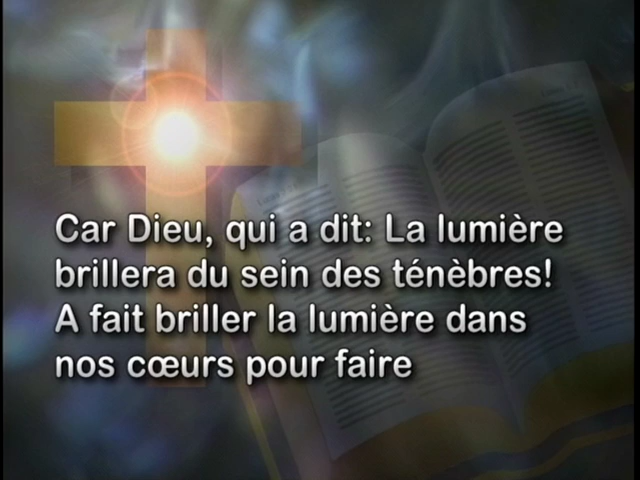 Car Dieu, qui a dit: La lumière
brillera du sein des ténèbres!
A fait briller la lumière dans
nos cœurs pour faire